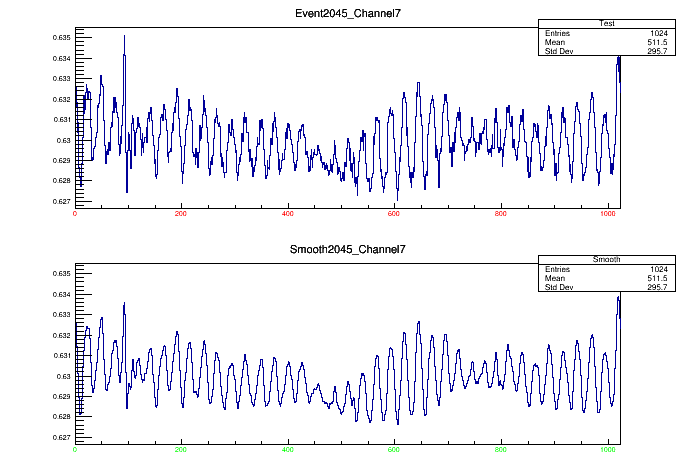 Event2045_Channel7
Test
Entries 1024
Mean 511.5
Std Dev 295.7
0.635
0.634
0.633
0.632
0.631
0.63
0.629
0.628
0.627
0 200 400 600 800 1000
Smooth2045_Channel7
Smooth
Entries 1024
Mean 511.5
Std Dev 295.7
0.635
0.634
0.633
0.632
0.631
0.63
0.629
0.628
0.627
0 200 400 600 800 1000